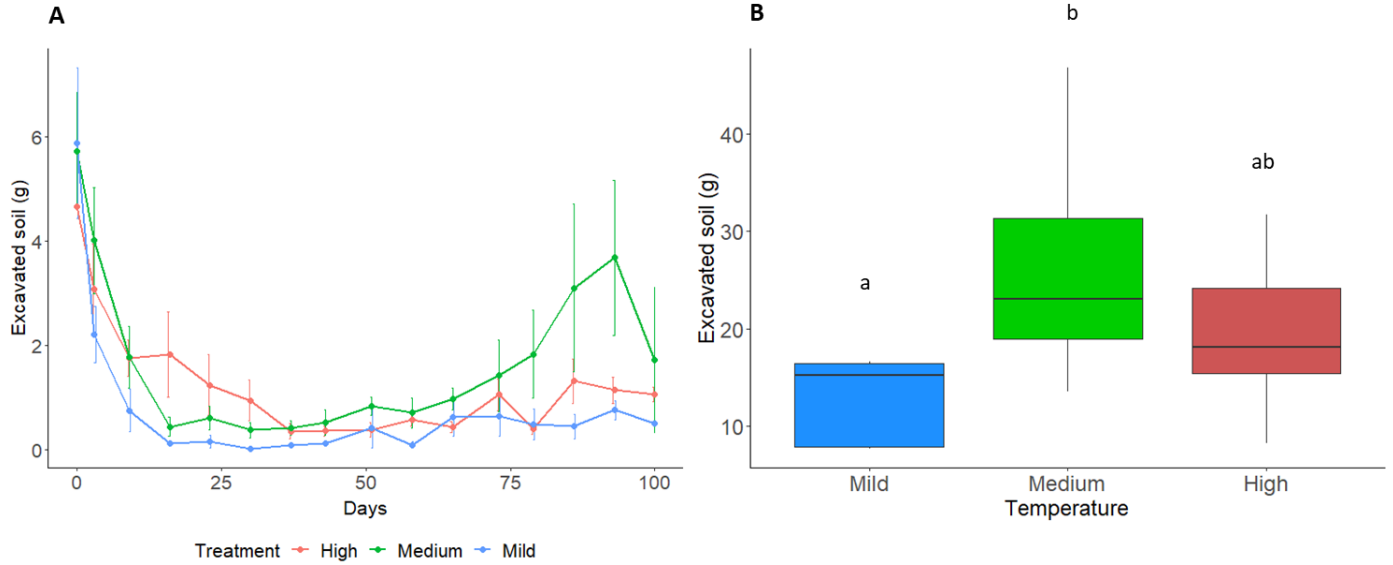 A
Excavated soil (g)
6
4
2
0
0 25 50 75 100
Days
Treatment High Medium Mild
B
Excavated soil (g)
40
30
20
10
a
b
ab
Mild Medium High
Temperature